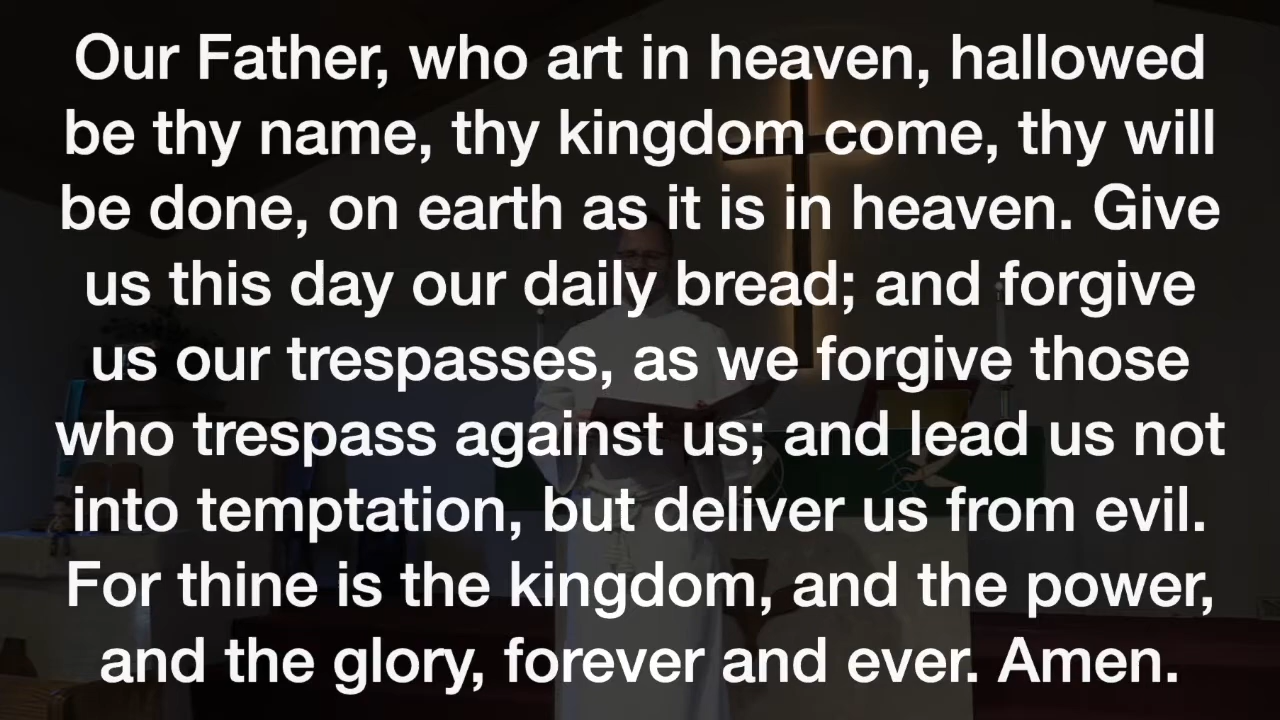 Our Father, who art in heaven, hallowed
be thy name, thy kingdom come, thy will
be done, on earth as it is in heaven. Give
us this day our daily bread; and forgive
us our trespasses, as we forgive those
who trespass against us; and lead us not
into temptation, but deliver us from evil.
For thine is the kingdom, and the power,
and the glory, forever and ever. Amen.